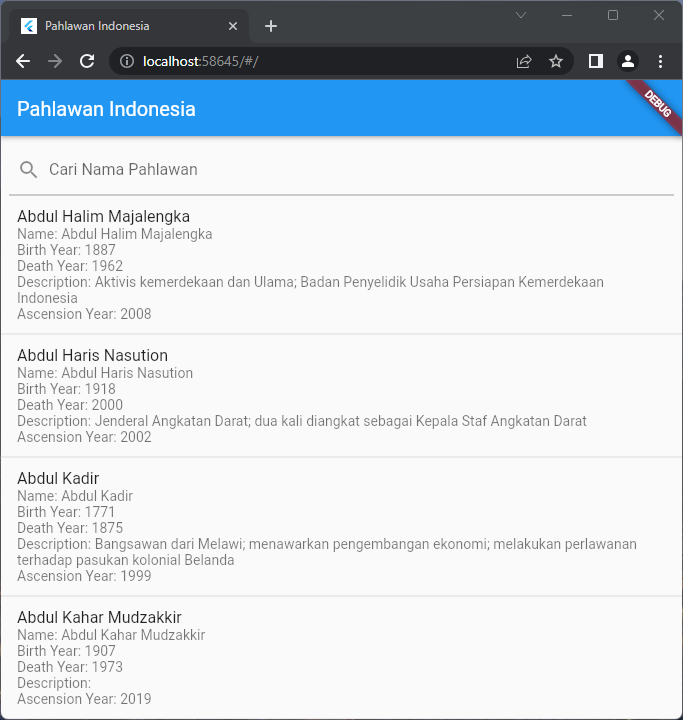 Pahlawan Indonesia
localhost:58645/#/
Pahlawan Indonesia
DEBUG
Cari Nama Pahlawan
Abdul Halim Majalengka
Name: Abdul Halim Majalengka
Birth Year: 1887
Death Year: 1962
Description: Aktivis kemerdekaan dan Ulama; Badan Penyelidik Usaha Persiapan Kemerdekaan
Indonesia
Ascension Year: 2008
Abdul Haris Nasution
Name: Abdul Haris Nasution
Birth Year: 1918
Death Year: 2000
Description: Jenderal Angkatan Darat; dua kali diangkat sebagai Kepala Staf Angkatan Darat
Ascension Year: 2002
Abdul Kadir
Name: Abdul Kadir
Birth Year: 1771
Death Year: 1875
Description: Bangsawan dari Melawi; menawarkan pengembangan ekonomi; melakukan perlawanan
terhadap pasukan kolonial Belanda
Ascension Year: 1999
Abdul Kahar Mudzakkir
Name: Abdul Kahar Mudzakkir
Birth Year: 1907
Death Year: 1973
Description:
Ascension Year: 2019